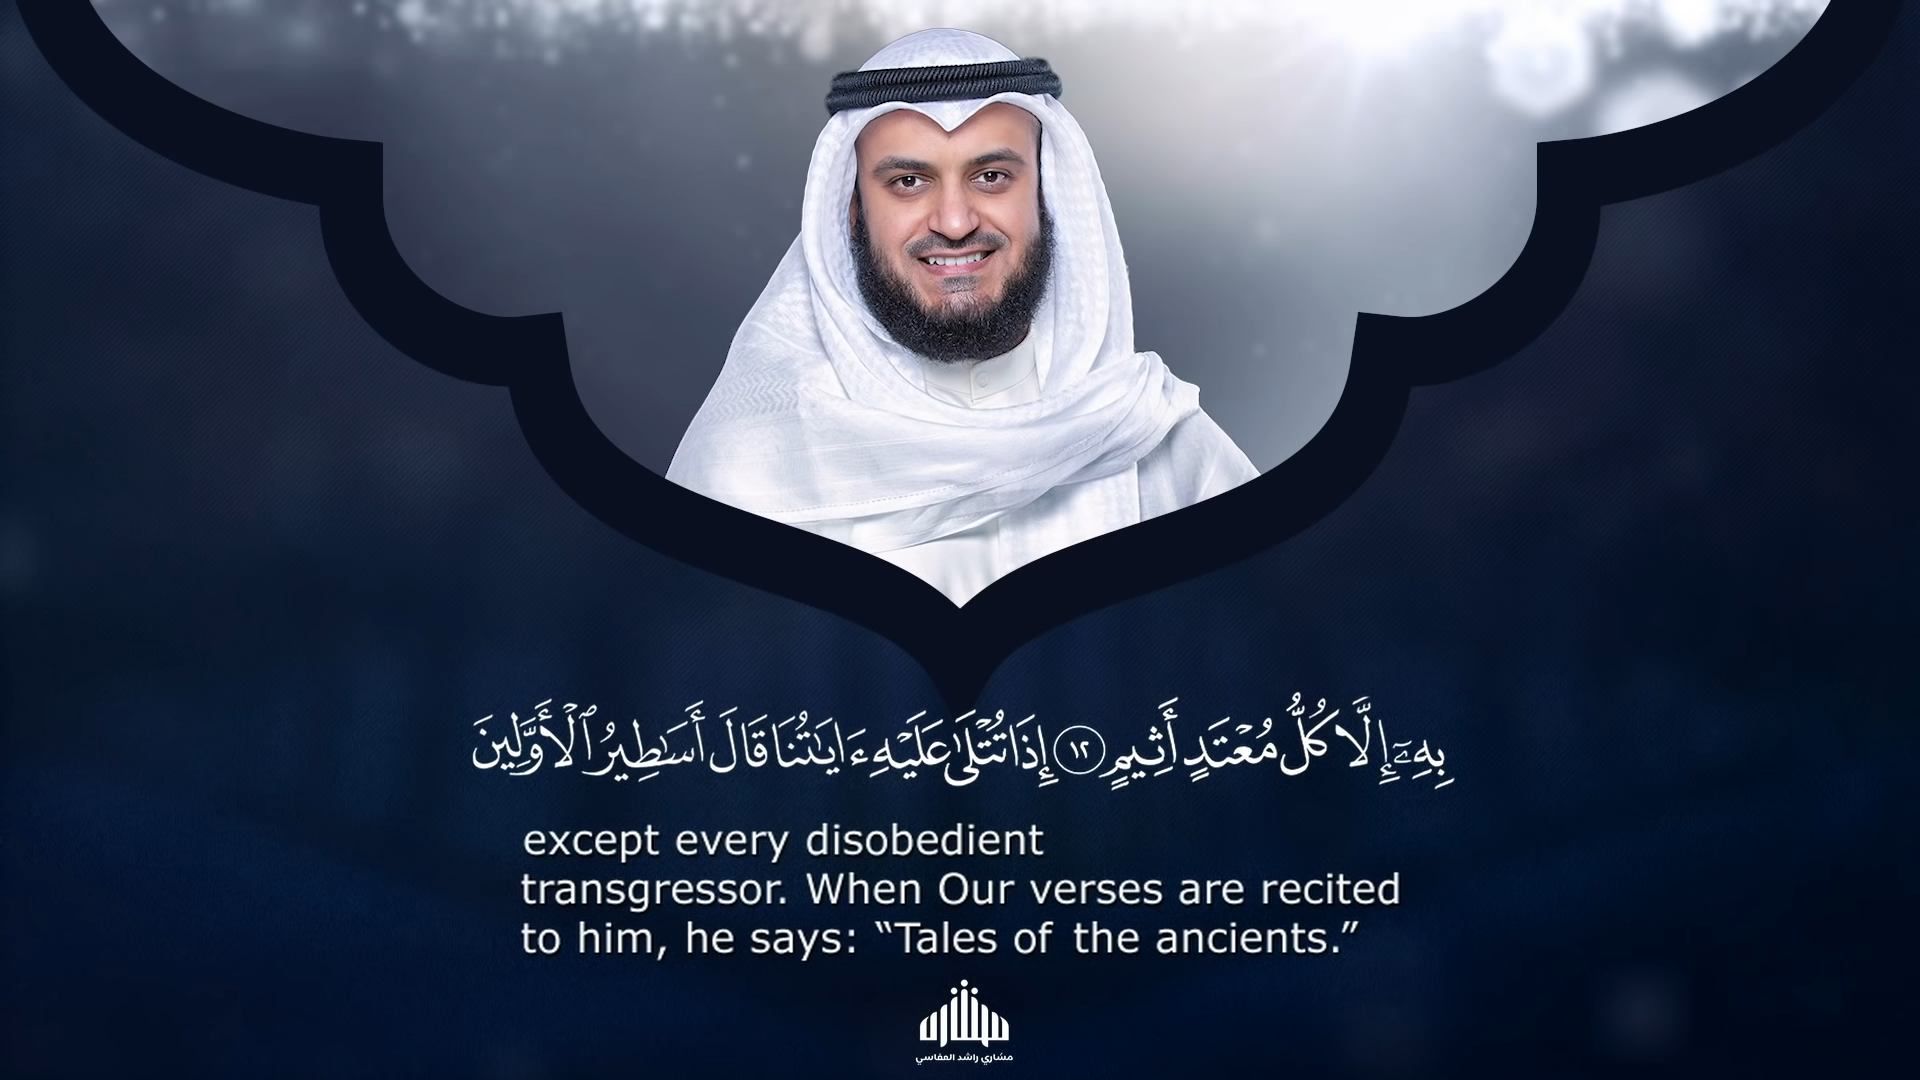 بِهِۦٓ إِلَّا كُلُّ مُعْتَدٍ أَثِيمٍ ١٢ إِذَا تُتْلَىٰ عَلَيْهِ ءَايَٰتُنَا قَالَ أَسَٰطِيرُ ٱلْأَوَّلِينَ
except every disobedient
transgressor. When Our verses are recited
to him, he says: “Tales of the ancients.”
مشاري
مشاري راشد العفاسي